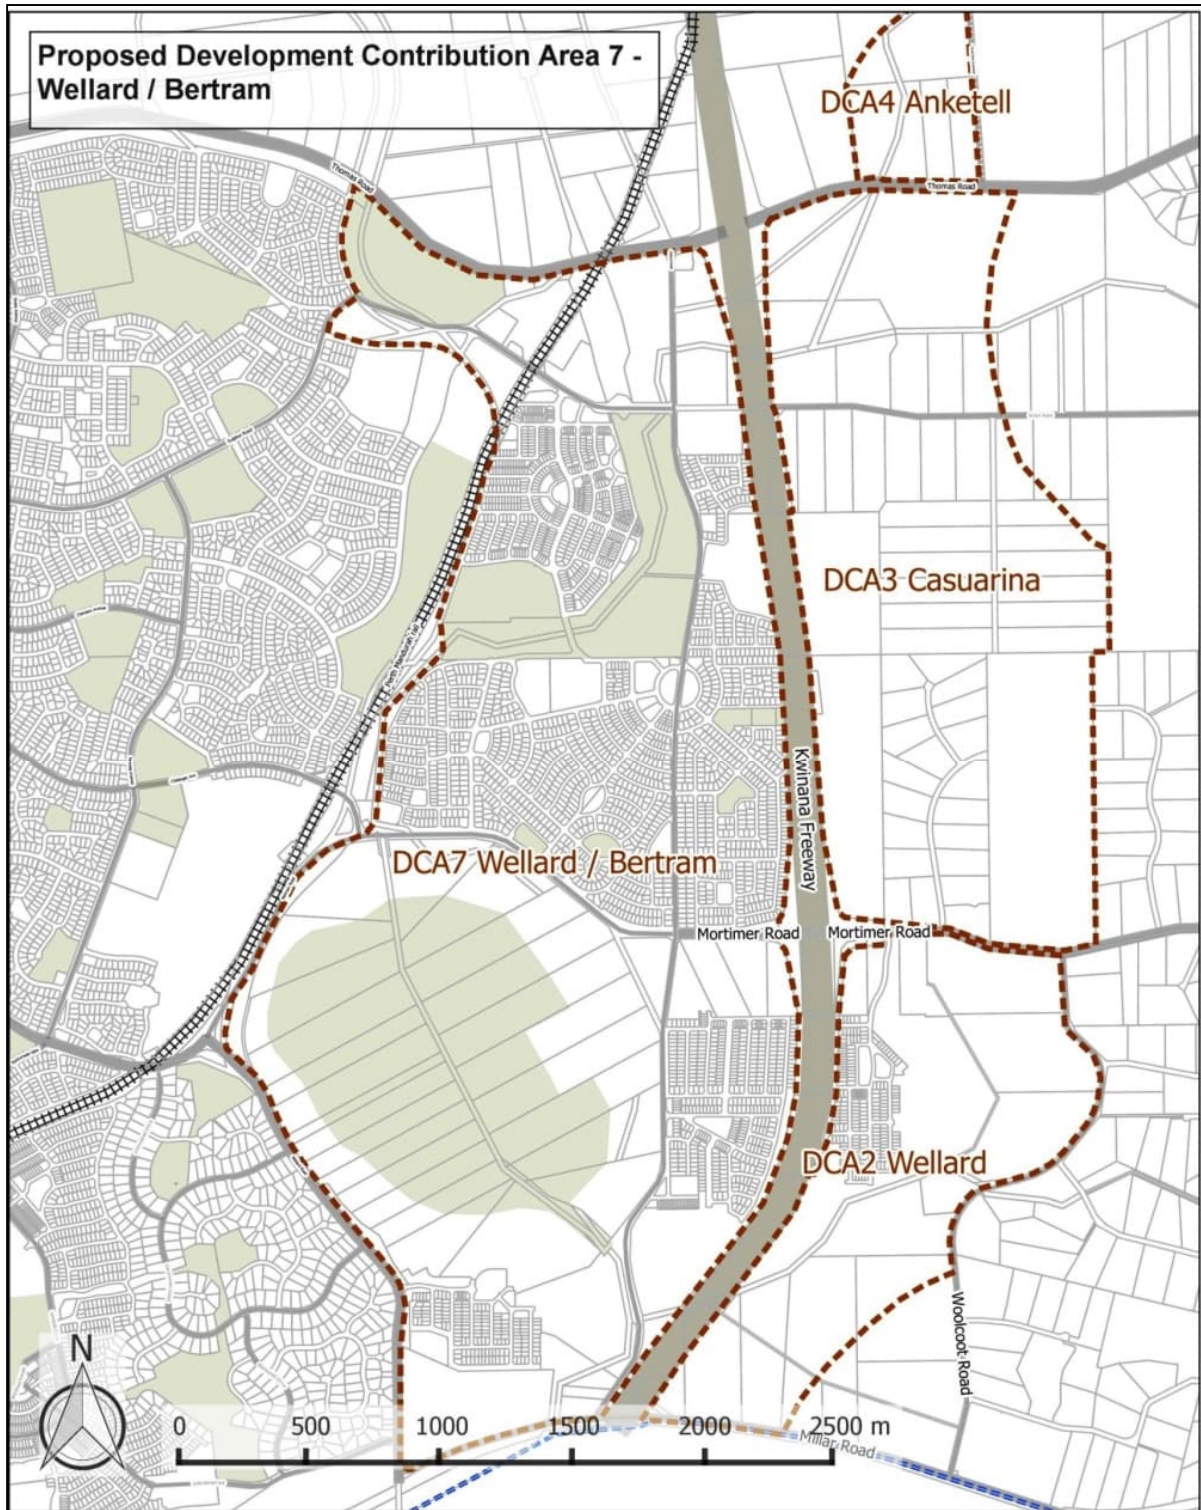 Proposed Development Contribution Area 7 -
Wellard / Bertram
DCA4 Anketell
Thomas Road
Thomas Road
DCA3 Casuarina
Kwinana Freeway
DCA7 Wellard / Bertram
Mortimer Road
Mortimer Road
DCA2 Wellard
Woolcoot Road
N
0 500 1000 1500 2000 2500 m
Millar Road